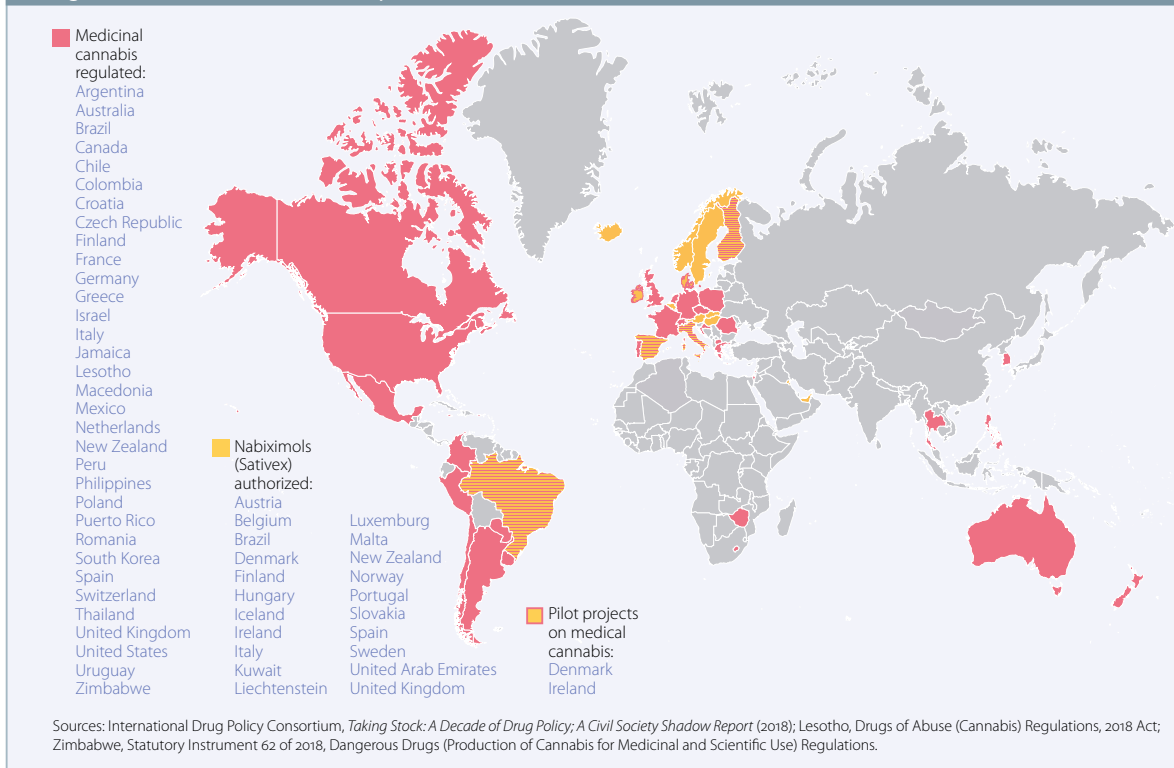 Medicinal
cannabis
regulated:
Argentina
Australia
Brazil
Canada
Chile
Colombia
Croatia
Czech Republic
Finland
France
Germany
Greece
Israel
Italy
Jamaica
Lesotho
Macedonia
Mexico
Netherlands
New Zealand
Peru
Philippines
Poland
Puerto Rico
Romania
South Korea
Spain
Switzerland
Thailand
United Kingdom
United States
Uruguay
Zimbabwe
Nabiximols
(Sativex)
authorized:
Austria
Belgium
Brazil
Denmark
Finland
Hungary
Iceland
Ireland
Italy
Kuwait
Liechtenstein
Luxemburg
Malta
New Zealand
Norway
Portugal
Slovakia
Spain
Sweden
United Arab Emirates
United Kingdom
Pilot projects
on medical
cannabis:
Denmark
Ireland
Sources: International Drug Policy Consortium, Taking Stock: A Decade of Drug Policy; A Civil Society Shadow Report (2018); Lesotho, Drugs of Abuse (Cannabis) Regulations, 2018 Act;
Zimbabwe, Statutory Instrument 62 of 2018, Dangerous Drugs (Production of Cannabis for Medicinal and Scientific Use) Regulations.